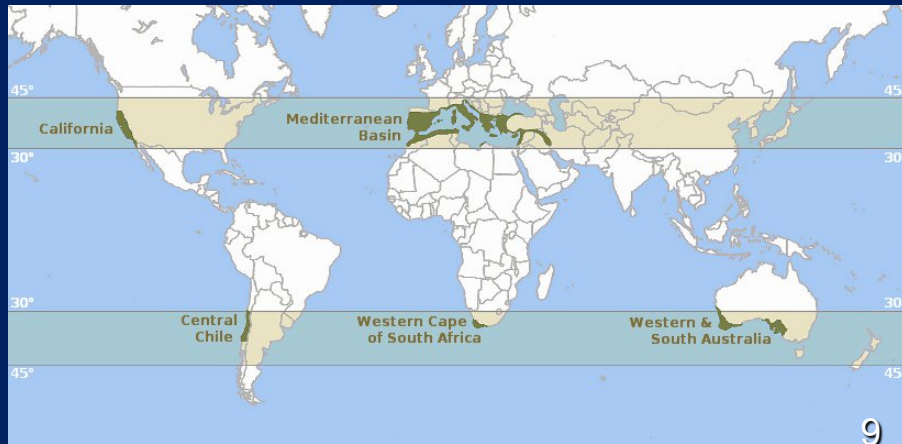 45°
45°
California
Mediterranean
Basin
30°
30°
30°
30°
Central
Chile
Western Cape
of South Africa
Western &
South Australia
45°
45°
9